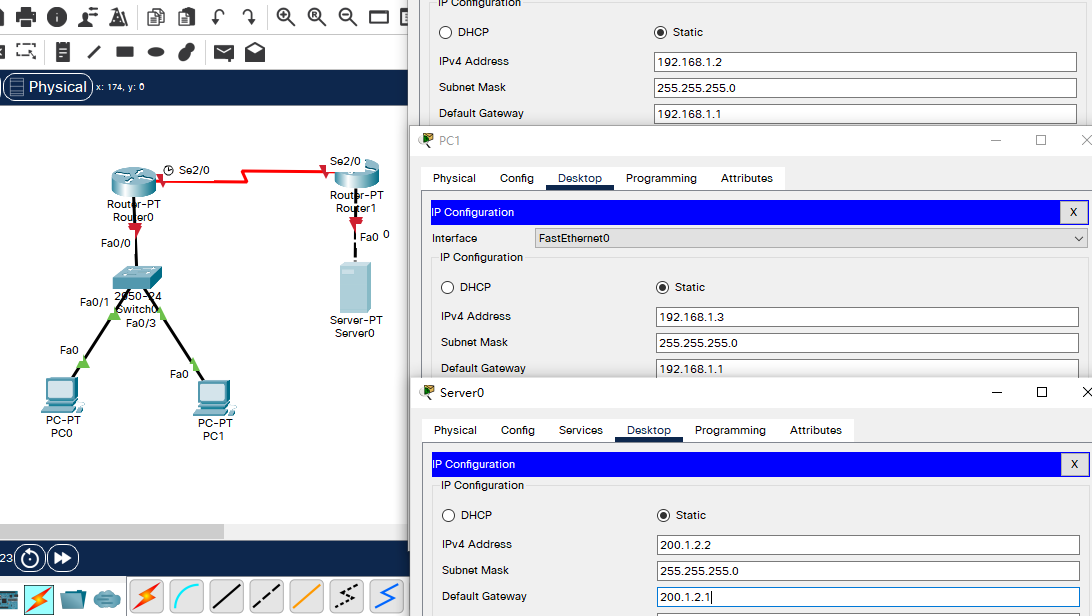 Physical x: 174, y: 6
Se2/0
Se2/0
Router-PT
Router0
Router-PT
Router1
Fa0/0
Fa0 0
Fa0/1
2950-24
Switch0
Fa0/3
Server-PT
Server0
Fa0
Fa0
PC-PT
PC0
PC-PT
PC1
23
IP Configuration
DHCP Static
IPv4 Address 192.168.1.2
Subnet Mask 255.255.255.0
Default Gateway 192.168.1.1
PC1
Physical Config Desktop Programming Attributes
IP Configuration X
Interface FastEthernet0
IP Configuration
DHCP Static
IPv4 Address 192.168.1.3
Subnet Mask 255.255.255.0
Default Gateway 192.168.1.1
Server0
Physical Config Services Desktop Programming Attributes
IP Configuration X
IP Configuration
DHCP Static
IPv4 Address 200.1.2.2
Subnet Mask 255.255.255.0
Default Gateway 200.1.2.1